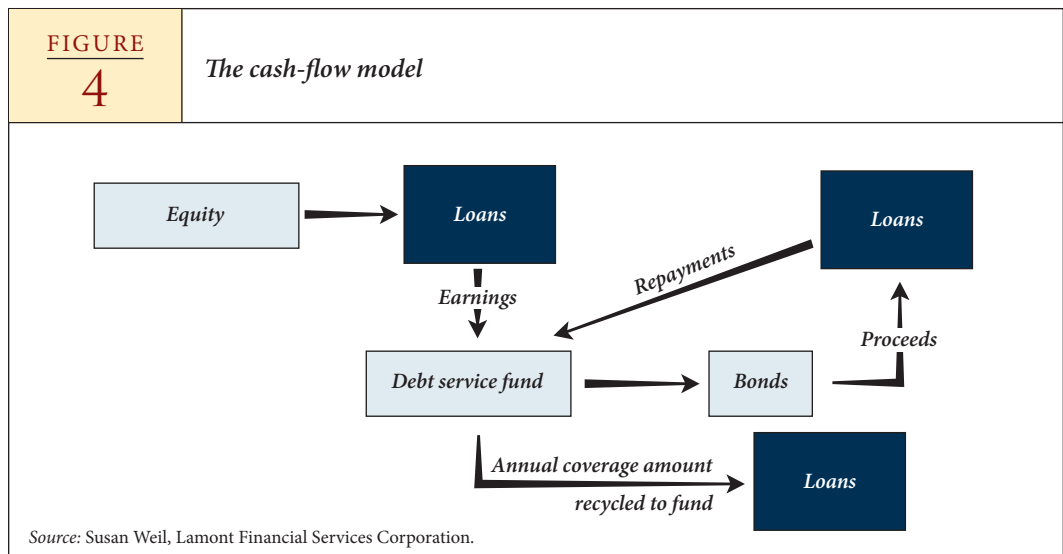 FIGURE
4
The cash-flow model
Equity
Loans
Loans
Repayments
Earnings
Proceeds
Debt service fund
Bonds
Annual coverage amount
recycled to fund
Loans
Source: Susan Weil, Lamont Financial Services Corporation.